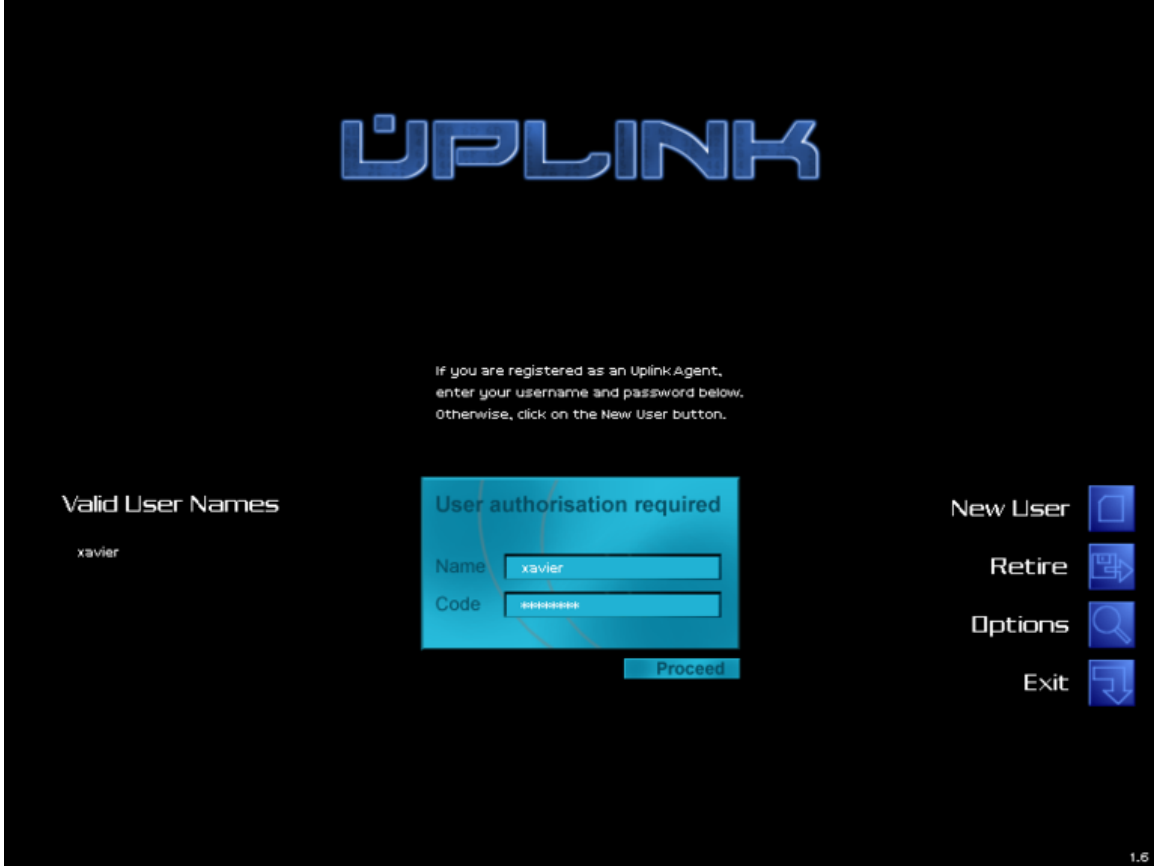 UPLINK
If you are registered as an Uplink Agent,
enter your username and password below.
Otherwise, click on the New User button.
Valid User Names
xavier
User authorisation required
Name xavier
Code ********
Proceed
New User
Retire
Options
Exit
1.6